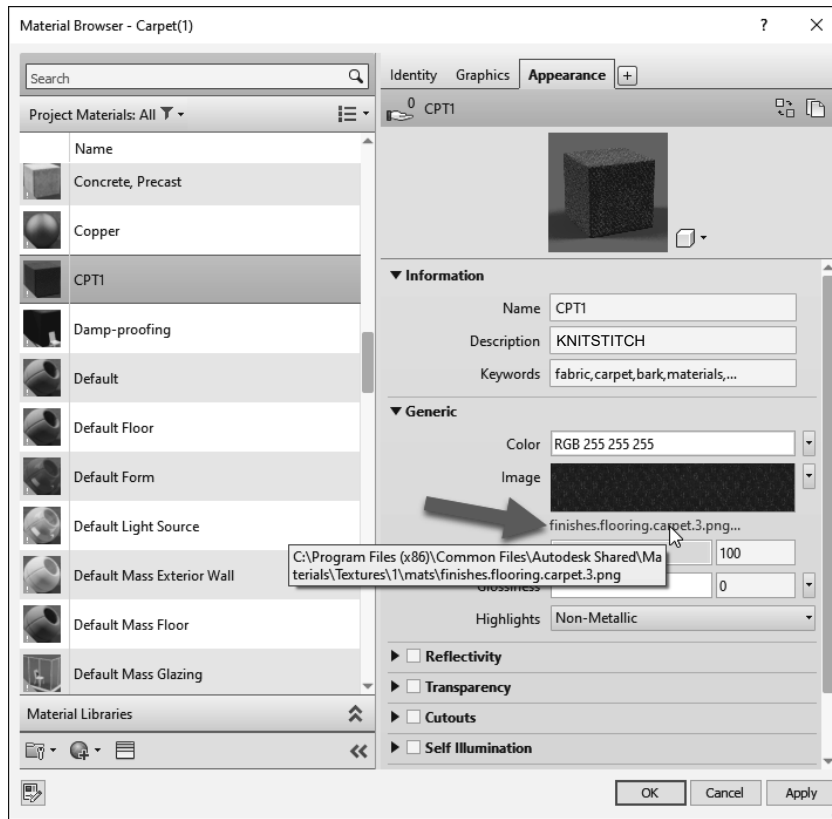 Material Browser - Carpet(1)
?
Search
Project Materials: All
Name
Concrete, Precast
Copper
CPT1
Damp-proofing
Default
Default Floor
Default Form
Default Light Source
Default Mass Exterior Wall
Default Mass Floor
Default Mass Glazing
Material Libraries
Identity Graphics Appearance +
0 CPT1
Information
Name CPT1
Description KNITSTITCH
Keywords fabric,carpet,bark,materials,...
Generic
Color RGB 255 255 255
Image
finishes.flooring.carpet.3.png...
100
C:\Program Files (x86)\Common Files\Autodesk Shared\Ma
terials\Textures\1\mats\finishes.flooring.carpet.3.png
Glossiness 0
Highlights Non-Metallic
Reflectivity
Transparency
Cutouts
Self Illumination
OK Cancel Apply